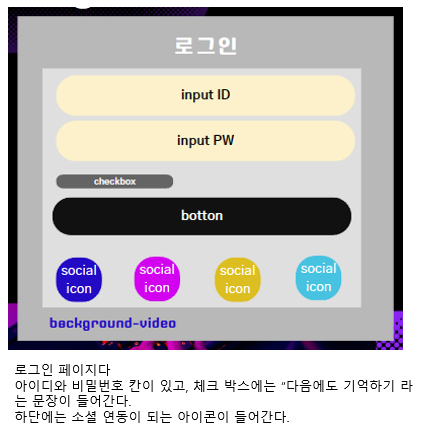 로그인
input ID
input PW
checkbox
botton
social
icon
social
icon
social
icon
social
icon
background-video
로그인 페이지다
아이디와 비밀번호 칸이 있고, 체크 박스에는 "다음에도 기억하기 라
는 문장이 들어간다.
하단에는 소셜 연동이 되는 아이콘이 들어간다.